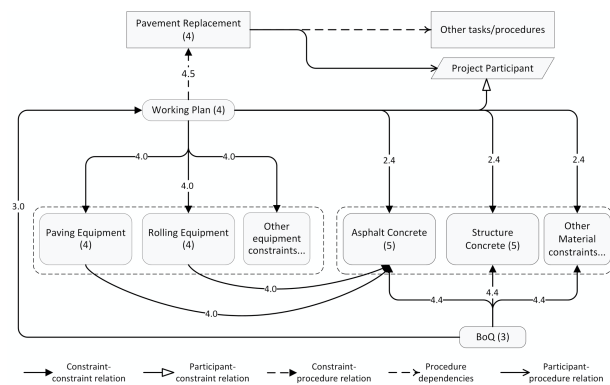 Pavement Replacement
(4)
Other tasks/procedures
Project Participant
4.5
Working Plan (4)
4.0
4.0
4.0
2.4
2.4
2.4
3.0
Paving Equipment
(4)
Rolling Equipment
(4)
Other
equipment
constraints...
Asphalt Concrete
(5)
Structure
Concrete (5)
Other
Material
constraints...
4.0
4.0
4.4
4.4
4.4
BoQ (3)
Constraint-
constraint relation
Participant-
constraint relation
Constraint-
procedure relation
Procedure
dependencies
Participant-
procedure relation